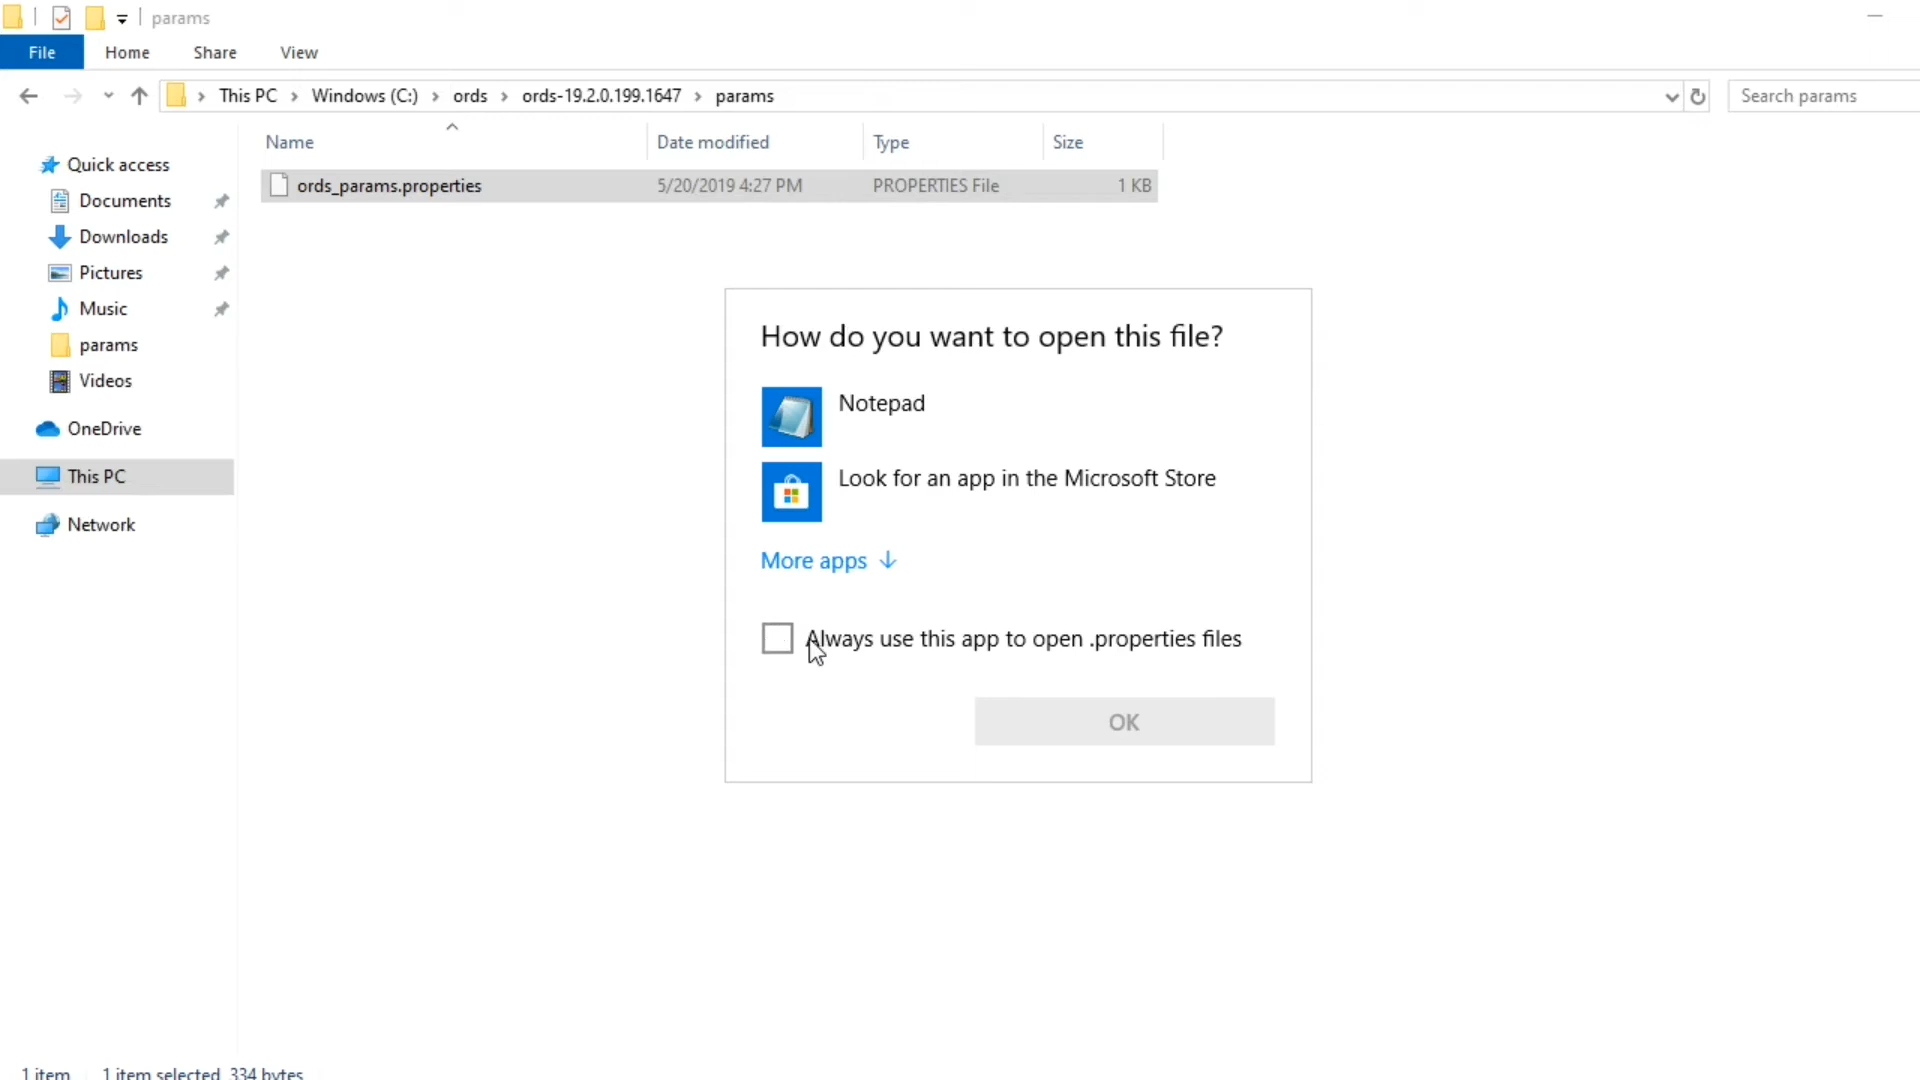 params
File Home Share View
This PC Windows (C:) ords ords-19.2.0.199.1647 params Search params
Name Date modified Type Size
ords_params.properties 5/20/2019 4:27 PM PROPERTIES File 1 KB
Quick access
Documents
Downloads
Pictures
Music
params
Videos
OneDrive
This PC
Network
How do you want to open this file?
Notepad
Look for an app in the Microsoft Store
More apps
Always use this app to open .properties files
OK
1 item 1 item selected 334 bytes